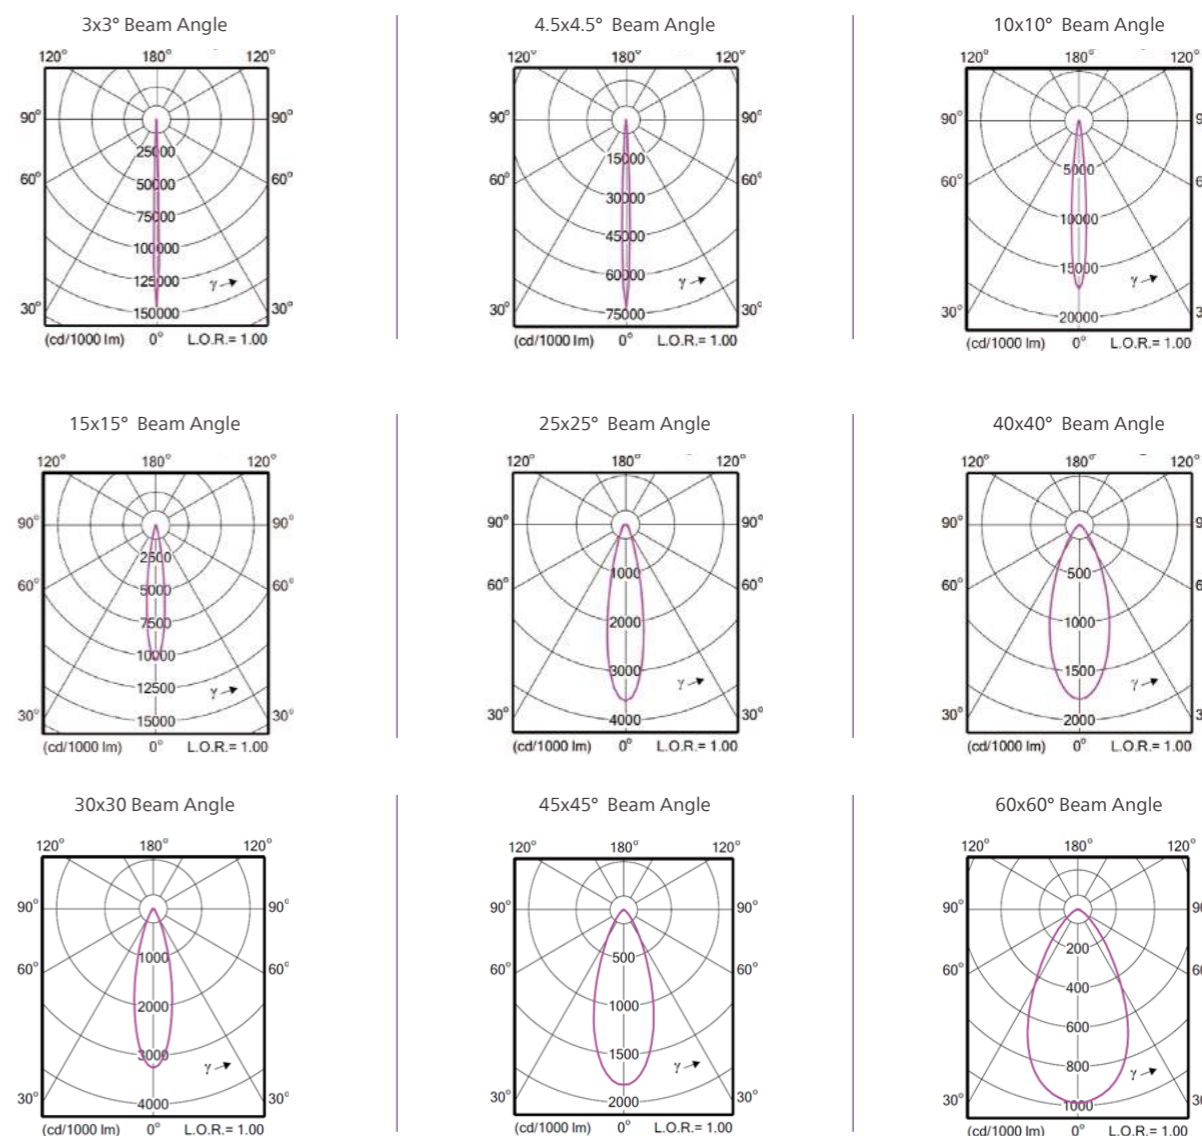 3x3° Beam Angle
120° 180° 120°
90° 90°
25000
60° 50000 60°
75000
100000
125000 γ
30° 150000 30°
(cd/1000 lm) 0° L.O.R.= 1.00
4.5x4.5° Beam Angle
120° 180° 120°
90° 90°
15000
60° 30000 60°
45000
60000 γ
30° 75000 30°
(cd/1000 lm) 0° L.O.R.= 1.00
10x10° Beam Angle
120° 180° 120°
90° 9
5000
60° 6
10000
15000 γ
30° 20000 3
(cd/1000 lm) 0° L.O.R.= 1.00
15x15° Beam Angle
120° 180° 120°
90° 90°
2500
60° 5000 60°
7500
10000
12500 γ
30° 15000 30°
(cd/1000 lm) 0° L.O.R.= 1.00
25x25° Beam Angle
120° 180° 120°
90° 90°
1000
60° 60°
2000
3000 γ
30° 4000 30°
(cd/1000 lm) 0° L.O.R.= 1.00
40x40° Beam Angle
120° 180° 120°
90° 9
500
60° 6
1000
1500 γ
30° 2000 3
(cd/1000 lm) 0° L.O.R.= 1.00
30x30 Beam Angle
120° 180° 120°
90° 90°
1000
60° 60°
2000
3000 γ
30° 4000 30°
(cd/1000 lm) 0° L.O.R.= 1.00
45x45° Beam Angle
120° 180° 120°
90° 90°
500
60° 60°
1000
1500 γ
30° 2000 30°
(cd/1000 lm) 0° L.O.R.= 1.00
60x60° Beam Angle
120° 180° 120°
90° 90
200
60° 60
400
600
800 γ
30° 1000 30
(cd/1000 lm) 0° L.O.R.= 1.00